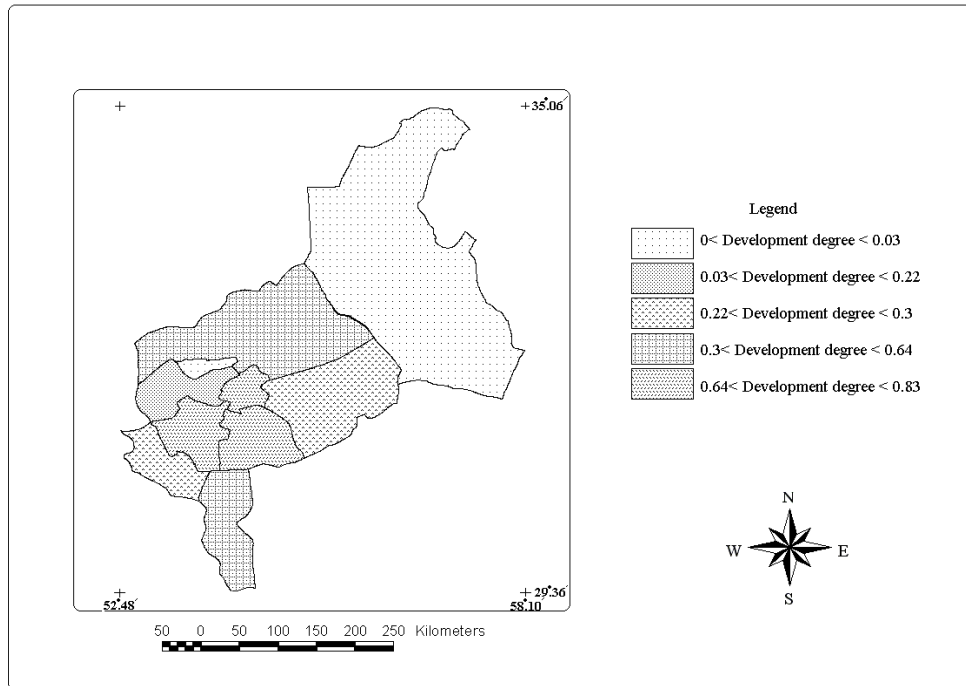 35°.06′
Legend
0< Development degree < 0.03
0.03< Development degree < 0.22
0.22< Development degree < 0.3
0.3< Development degree < 0.64
0.64< Development degree < 0.83
N
W E
S
29°.36′
52°.48′ 58°.10′
50 0 50 100 150 200 250 Kilometers